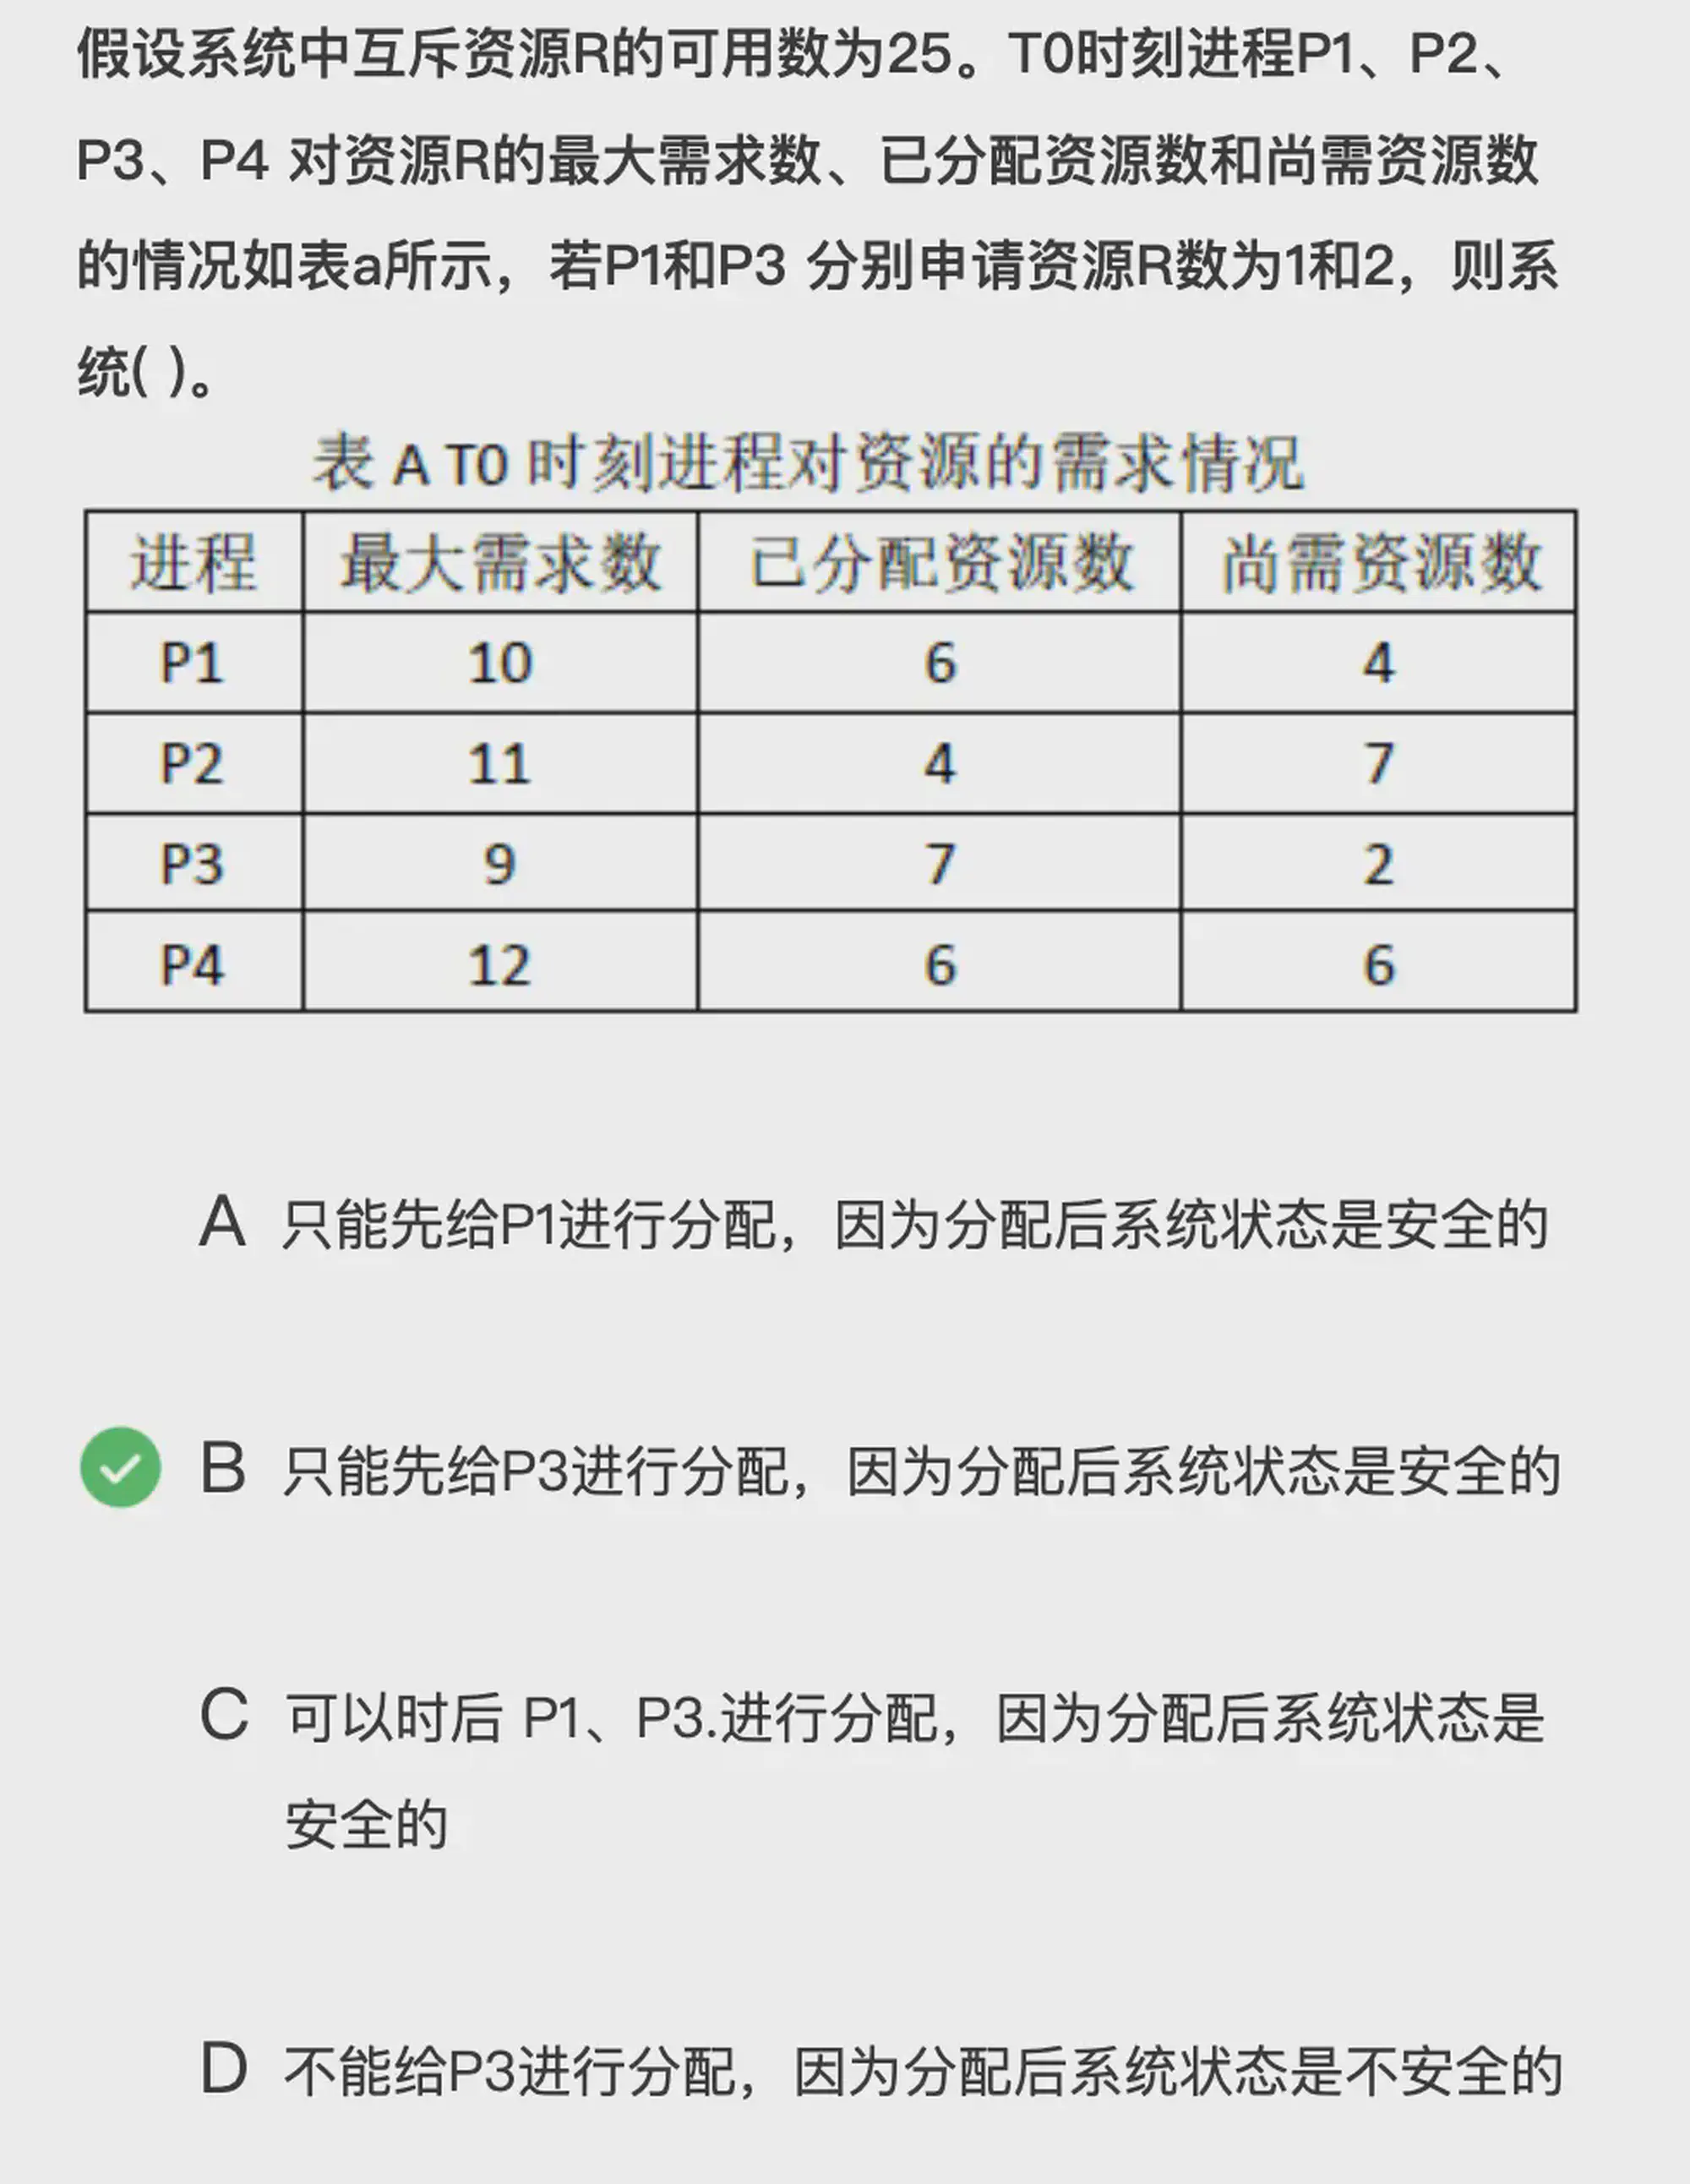 假设系统中互斥资源R的可用数为25。T0时刻进程P1、P2、
P3、P4 对资源R的最大需求数、已分配资源数和尚需资源数
的情况如表a所示，若P1和P3 分别申请资源R数为1和2，则系
统( )。
表 A T0 时刻进程对资源的需求情况
进程 最大需求数 已分配资源数 尚需资源数
P1 10 6 4
P2 11 4 7
P3 9 7 2
P4 12 6 6
A 只能先给P1进行分配，因为分配后系统状态是安全的
B 只能先给P3进行分配，因为分配后系统状态是安全的
C 可以时后 P1、P3.进行分配，因为分配后系统状态是
安全的
D 不能给P3进行分配，因为分配后系统状态是不安全的